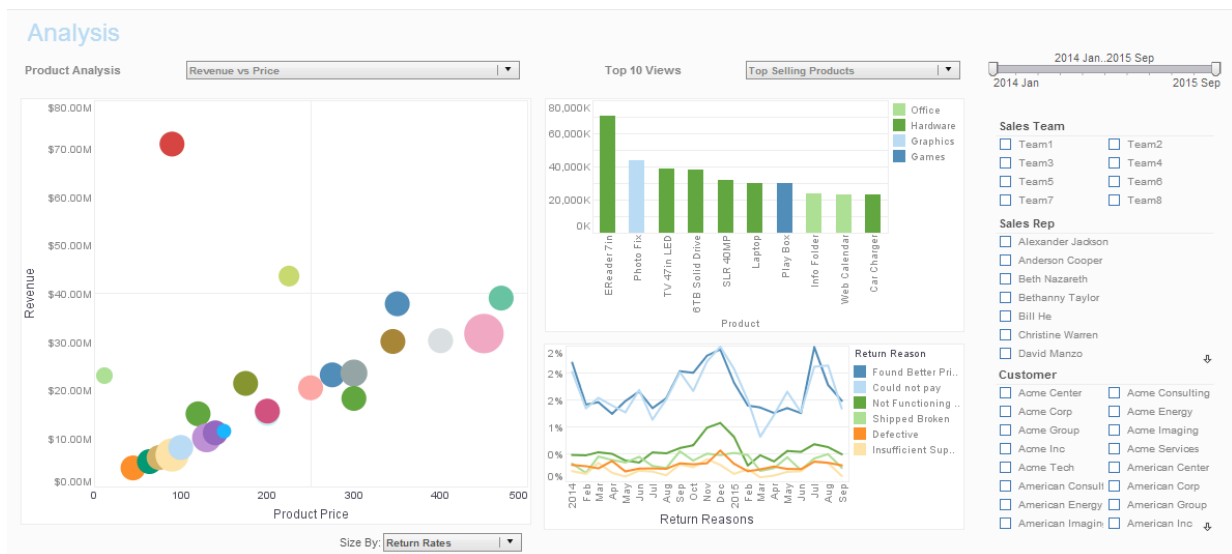 Analysis
Product Analysis
Revenue vs Price
Top 10 Views
Top Selling Products
2014 Jan..2015 Sep
2014 Jan
2015 Sep
$80.00M
$70.00M
$60.00M
$50.00M
$40.00M
$30.00M
$20.00M
$10.00M
$0.00M
Revenue
0
100
200
300
400
500
Product Price
Size By:
Return Rates
80,000K
60,000K
40,000K
20,000K
0K
EReader 7in
Photo Fix
TV 47in LED
6TB Solid Drive
SLR 40MP
Laptop
Play Box
Info Folder
Web Calendar
Car Charger
Product
Office
Hardware
Graphics
Games
2%
2%
2%
1%
0%
0%
2014
Feb
Mar
Apr
May
Jun
Jul
Aug
Sep
Oct
Nov
Dec
2015
Feb
Mar
Apr
May
Jun
Jul
Aug
Sep
Return Reasons
Return Reason
Found Better Pri..
Could not pay
Not Functioning ..
Shipped Broken
Defective
Insufficient Sup..
Sales Team
Team1 Team2
Team3 Team4
Team5 Team6
Team7 Team8
Sales Rep
Alexander Jackson
Anderson Cooper
Beth Nazareth
Bethanny Taylor
Bill He
Christine Warren
David Manzo
Customer
Acme Center Acme Consulting
Acme Corp Acme Energy
Acme Group Acme Imaging
Acme Inc Acme Services
Acme Tech American Center
American Consult American Corp
American Energy American Group
American Imaging American Inc